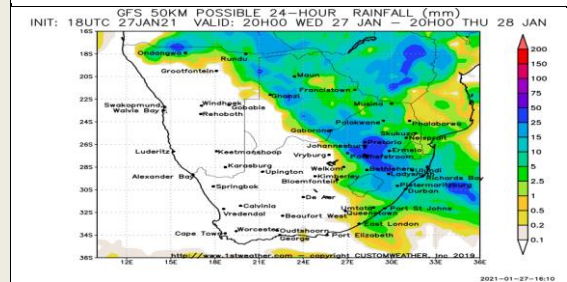 GFS 50KM POSSIBLE 24-HOUR RAINFALL (mm)
INIT: 18UTC 27JAN21 VALID: 20H00 WED 27 JAN - 20H00 THU 28 JAN
16S
Ondangwa
Rundu
18S
Grootfontein
Maun
20S
Francistown
Ghanzi
22S
Swakopmund
Windhoek
Gobabis
Musina
Walvis Bay
Rehoboth
Polokwane
Phalaborwa
24S
Gaborone
Skukuza
Nelspruit
Pretoria
Johannesburg
26S
Luderitz
Keetmanshoop
Vryburg
Potchefstroom
Ermelo
Karasburg
Upington
Welkom
Bethlehem
Ulundi
28S
Alexander Bay
Kimberley
Ladysmith
Richards Bay
Bloemfontein
Springbok
Pietermaritzburg
Durban
30S
De Aar
Calvinia
Umtata
Port St Johns
32S
Vredendal
Beaufort West
Queenstown
East London
Cape Town
Worcester
Oudtshoorn
34S
George
Port Elizabeth
http://www.1stweather.com - copyright CUSTOMWEATHER, Inc 2019
36S
12E 15E 18E 21E 24E 27E 30E 33E 36E
200
150
100
75
50
25
15
10
5
2.5
1
0.5
0.2
0.1
2021-01-27-18:10